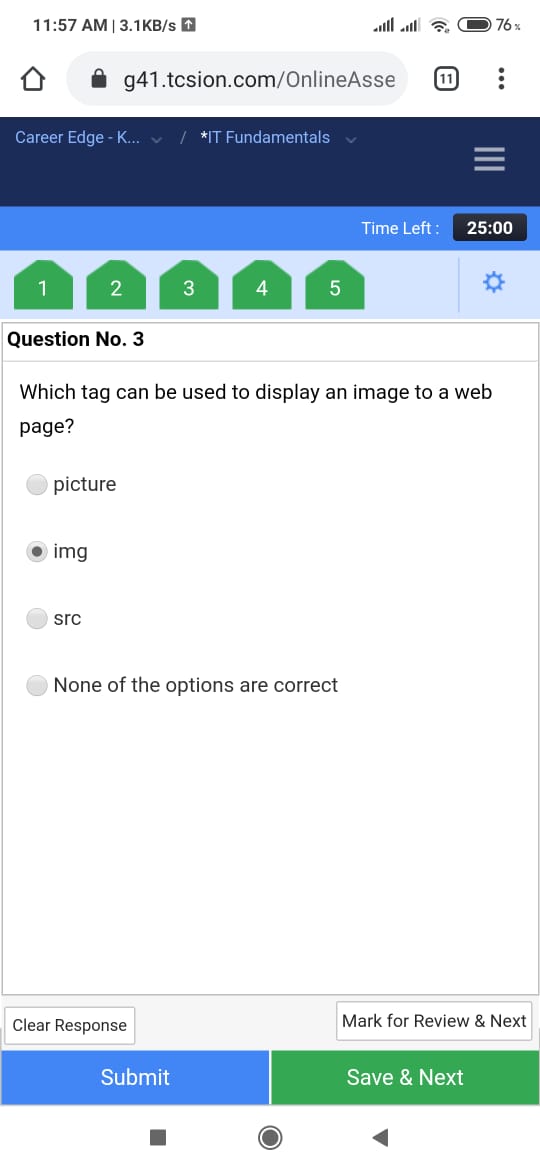 11:57 AM | 3.1KB/s
76%
g41.tcsion.com/OnlineAsse
11
Career Edge - K... / *IT Fundamentals
Time Left : 25:00
1 2 3 4 5
Question No. 3
Which tag can be used to display an image to a web
page?
picture
img
src
None of the options are correct
Clear Response
Mark for Review & Next
Submit
Save & Next